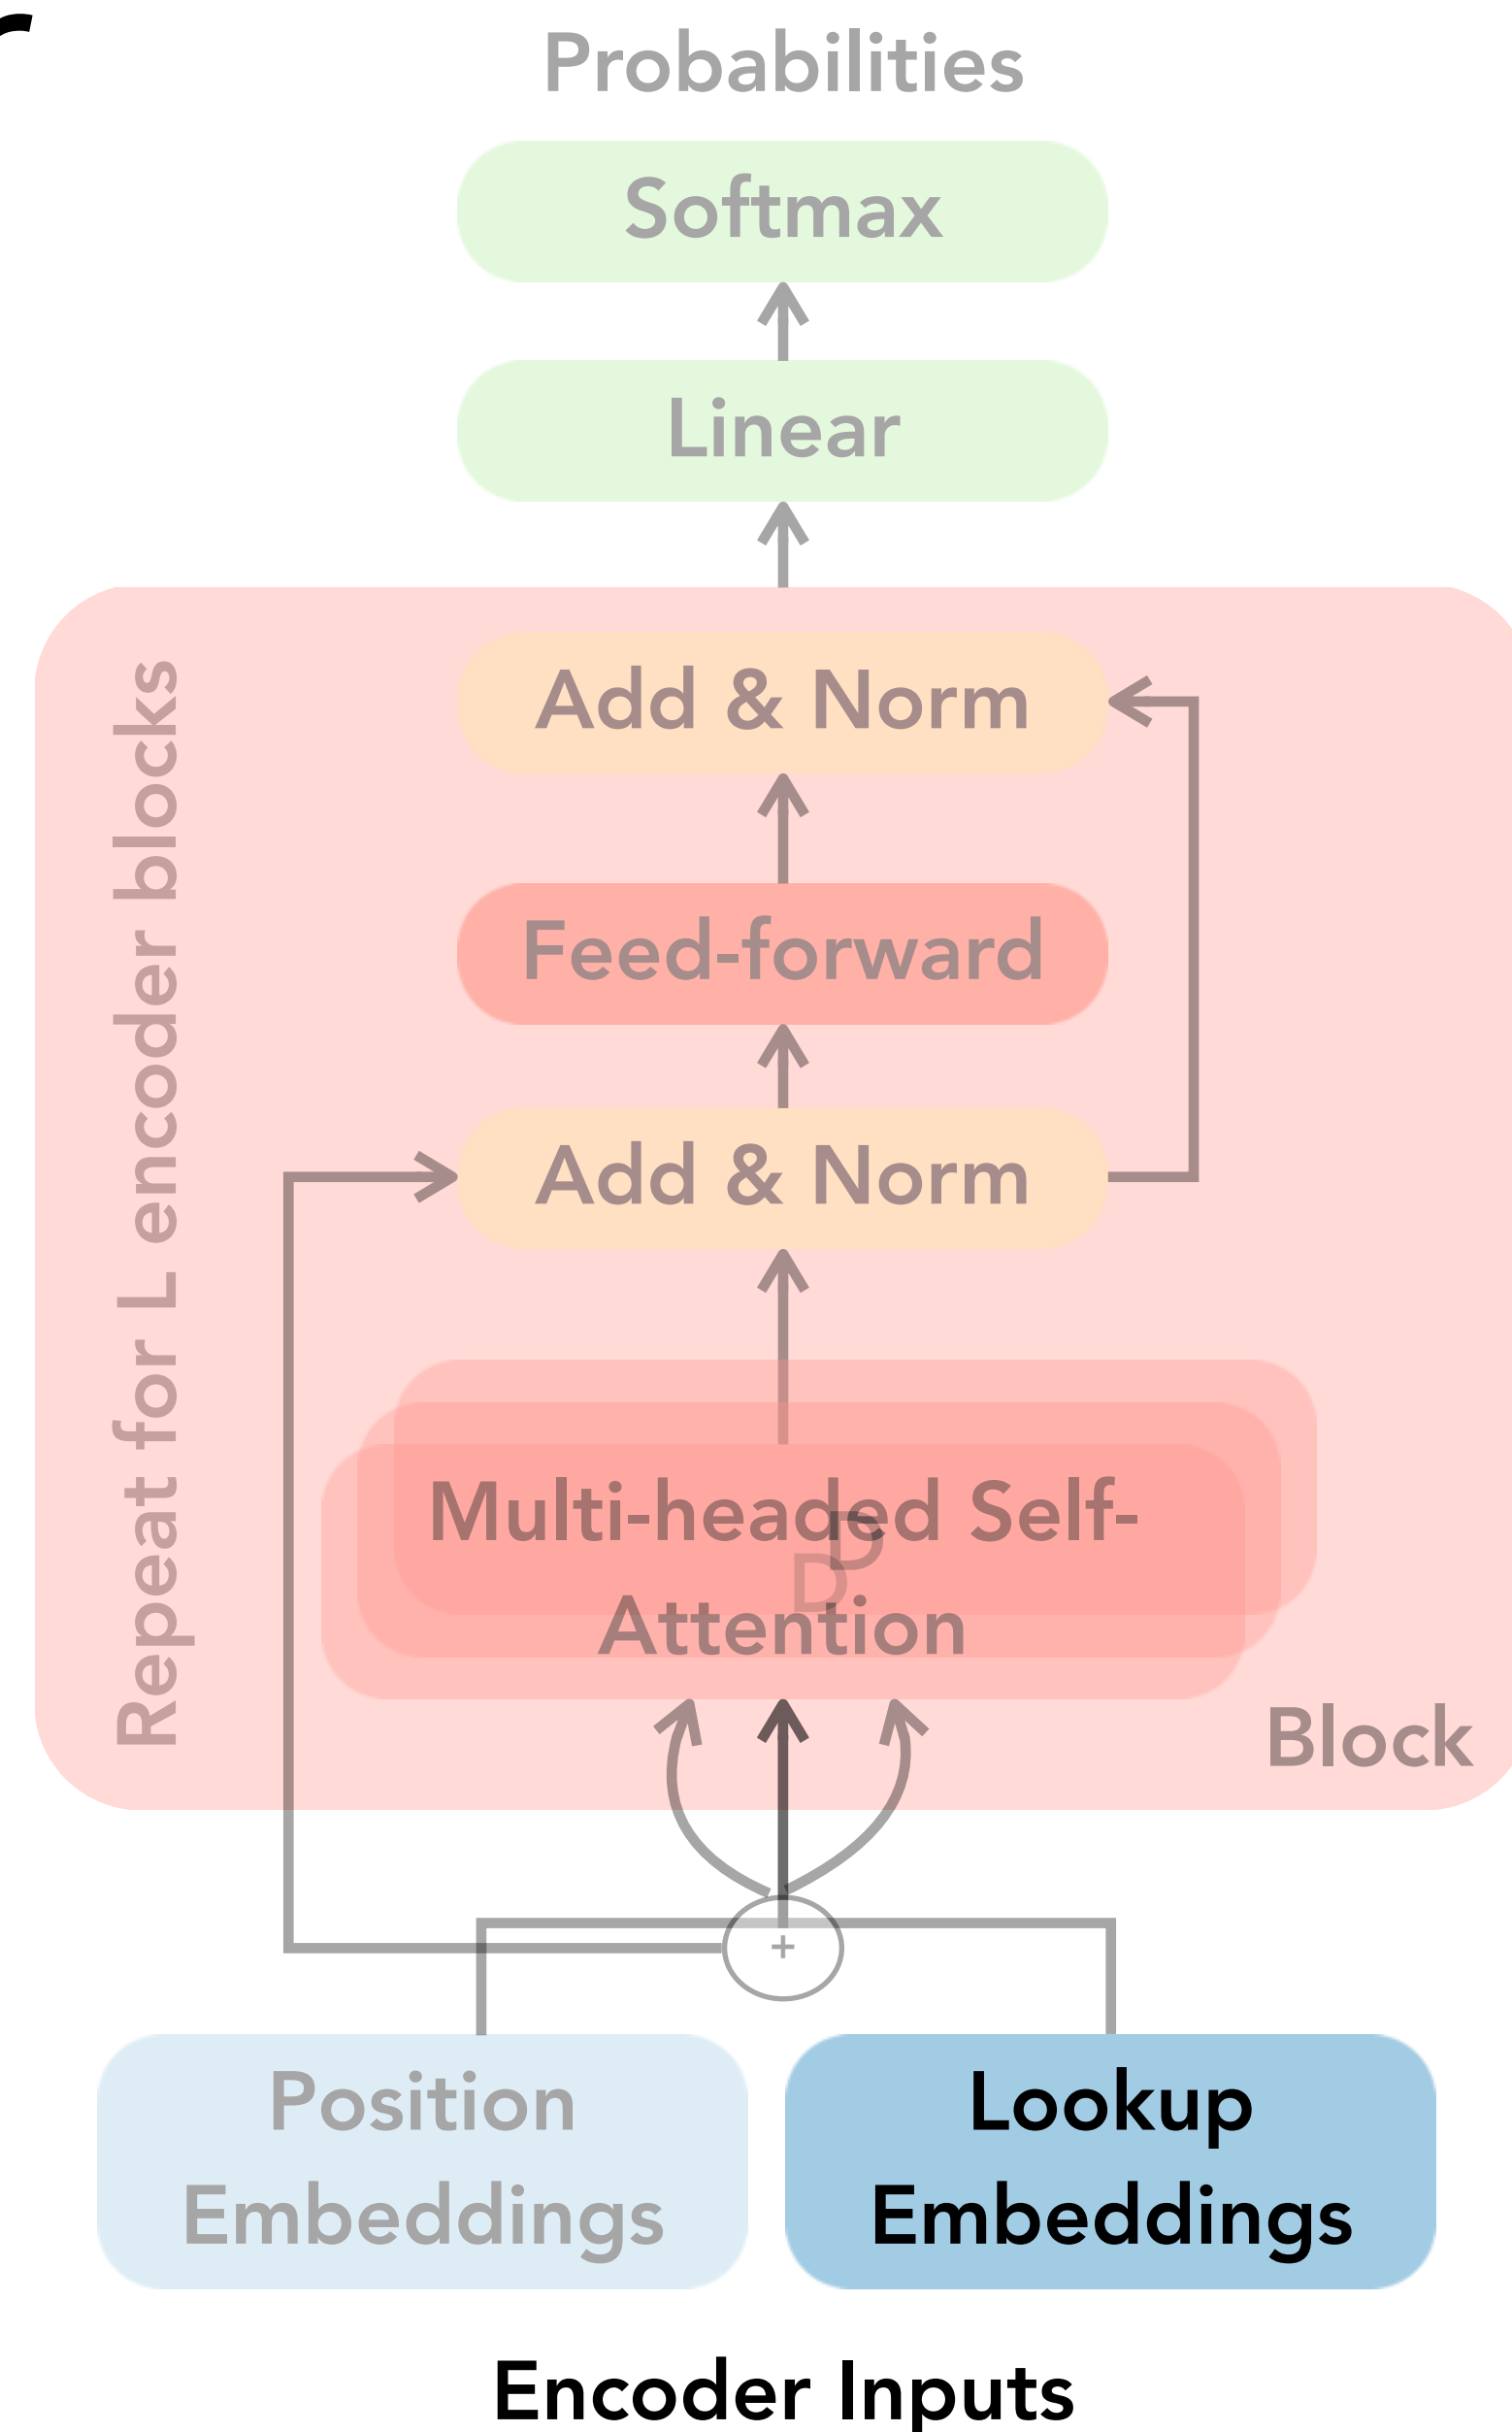 Probabilities
Softmax
Linear
Add & Norm
Feed-forward
Add & Norm
Repeat for L encoder blocks
Multi-headed Self-
D
D
Attention
Block
+
Position
Embeddings
Lookup
Embeddings
Encoder Inputs